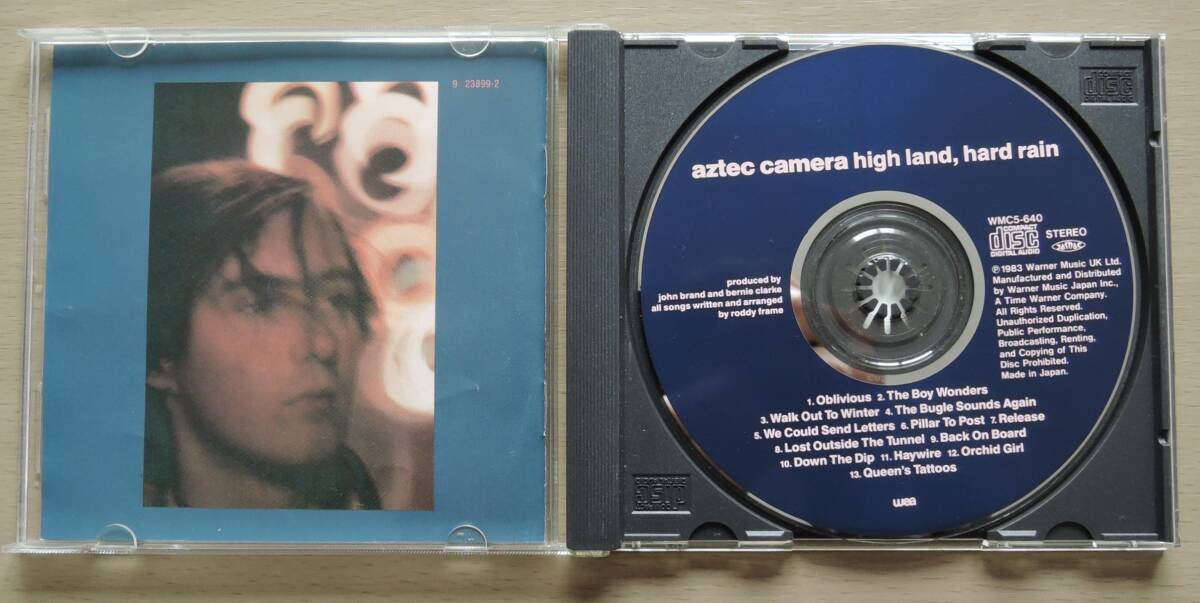 9 23899-2
COMPACT
disc
DIGITAL AUDIO
aztec camera high land, hard rain
WMC5-640
COMPACT
disc
DIGITAL AUDIO
STEREO
℗1983 Warner Music UK Ltd.
Manufactured and Distributed
by Warner Music Japan Inc.,
A Time Warner Company.
All Rights Reserved.
Unauthorized Duplication,
Public Performance,
Broadcasting, Renting,
and Copying of This
Disc Prohibited.
Made in Japan.
produced by
john brand and bernie clarke
all songs written and arranged
by roddy frame
1. Oblivious 2. The Boy Wonders
3. Walk Out To Winter 4. The Bugle Sounds Again
5. We Could Send Letters 6. Pillar To Post 7. Release
8. Lost Outside The Tunnel 9. Back On Board
10. Down The Dip 11. Haywire 12. Orchid Girl
13. Queen's Tattoos
wea
disc